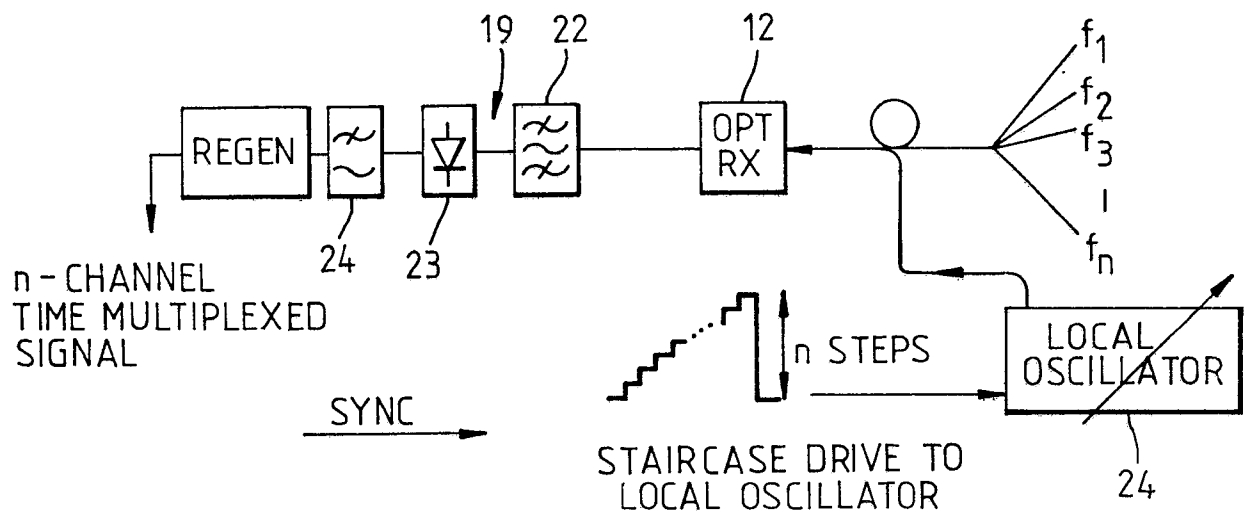 19
22
12
f1
f2
f3
fn
REGEN
OPT
RX
24
23
n-CHANNEL
TIME MULTIPLEXED
SIGNAL
n STEPS
LOCAL
OSCILLATOR
SYNC
STAIRCASE DRIVE TO
LOCAL OSCILLATOR
24